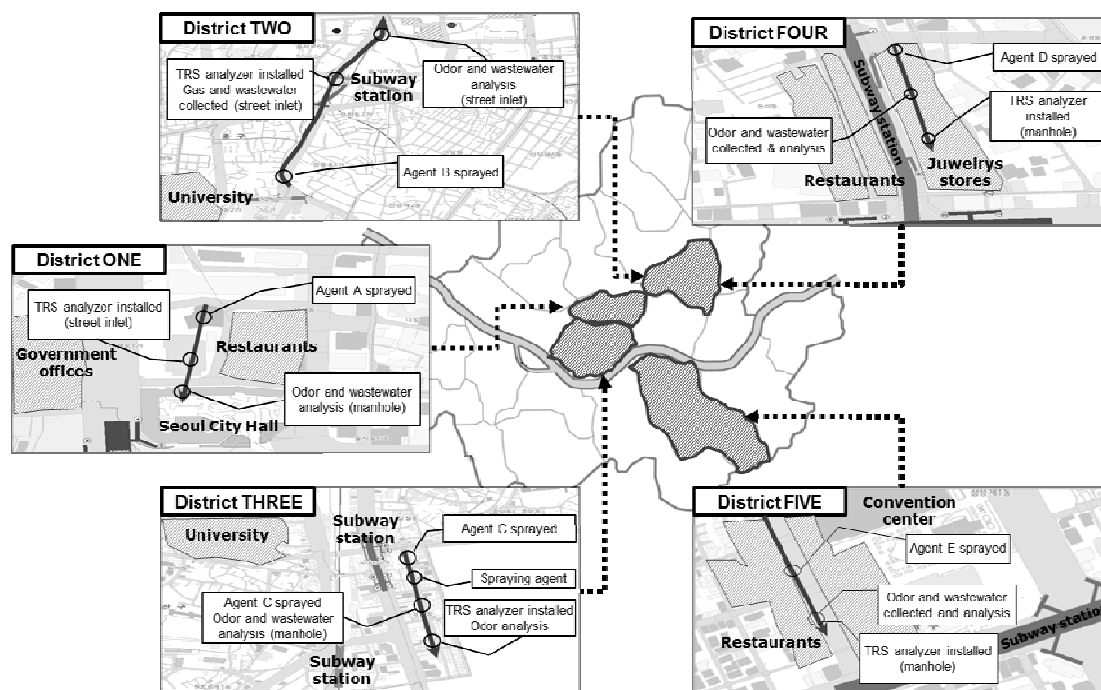 District TWO
TRS analyzer installed
Gas and wastewater
collected (street inlet)
Subway
station
Odor and wastewater
analysis
(street inlet)
Agent B sprayed
University
District FOUR
Agent D sprayed
Subway station
TRS analyzer
installed
(manhole)
Odor and wastewater
collected & analysis
Restaurants
Juwelrys
stores
District ONE
Agent A sprayed
TRS analyzer installed
(street inlet)
Government
offices
Restaurants
Odor and wastewater
analysis (manhole)
Seoul City Hall
District THREE
University
Subway
station
Agent C sprayed
Spraying agent
Agent C sprayed
Odor and wastewater
analysis (manhole)
TRS analyzer installed
Odor analysis
Subway
station
District FIVE
Convention
center
Agent E sprayed
Odor and wastewater
collected and analysis
Restaurants
Subway station
TRS analyzer installed
(manhole)